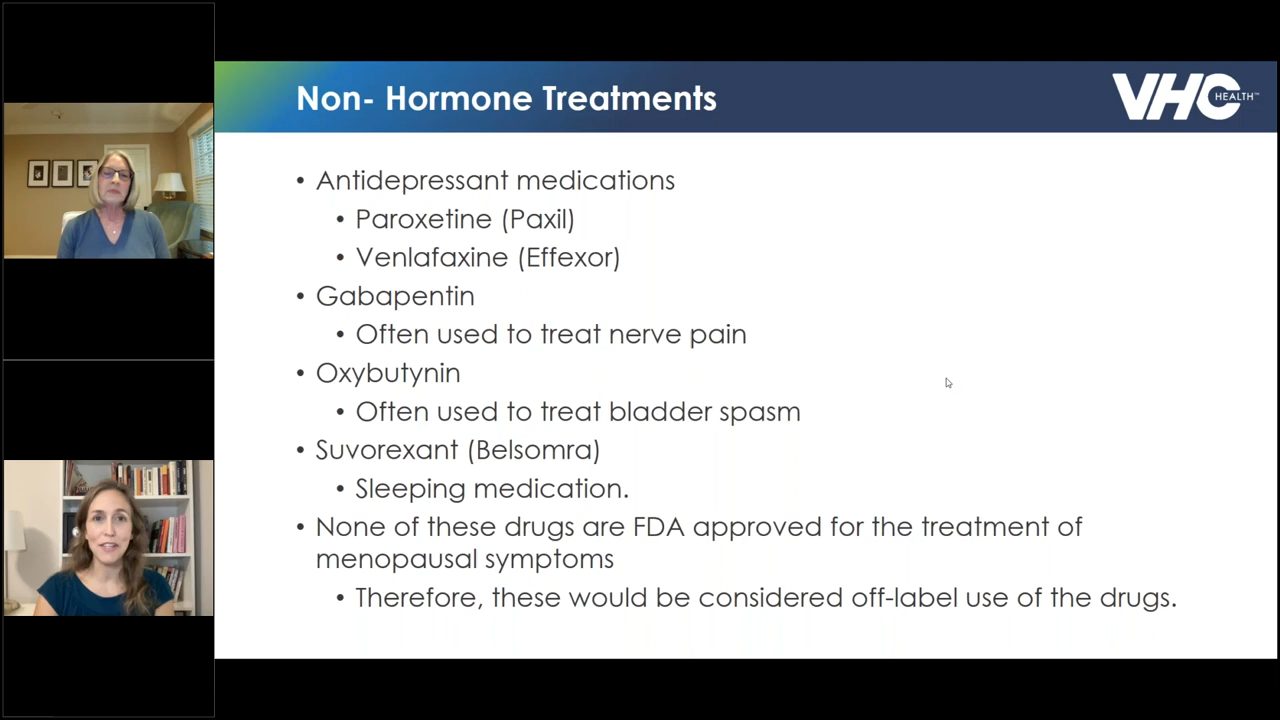 Non- Hormone Treatments
VHC HEALTH™
• Antidepressant medications
• Paroxetine (Paxil)
• Venlafaxine (Effexor)
• Gabapentin
• Often used to treat nerve pain
• Oxybutynin
• Often used to treat bladder spasm
• Suvorexant (Belsomra)
• Sleeping medication.
• None of these drugs are FDA approved for the treatment of
menopausal symptoms
• Therefore, these would be considered off-label use of the drugs.